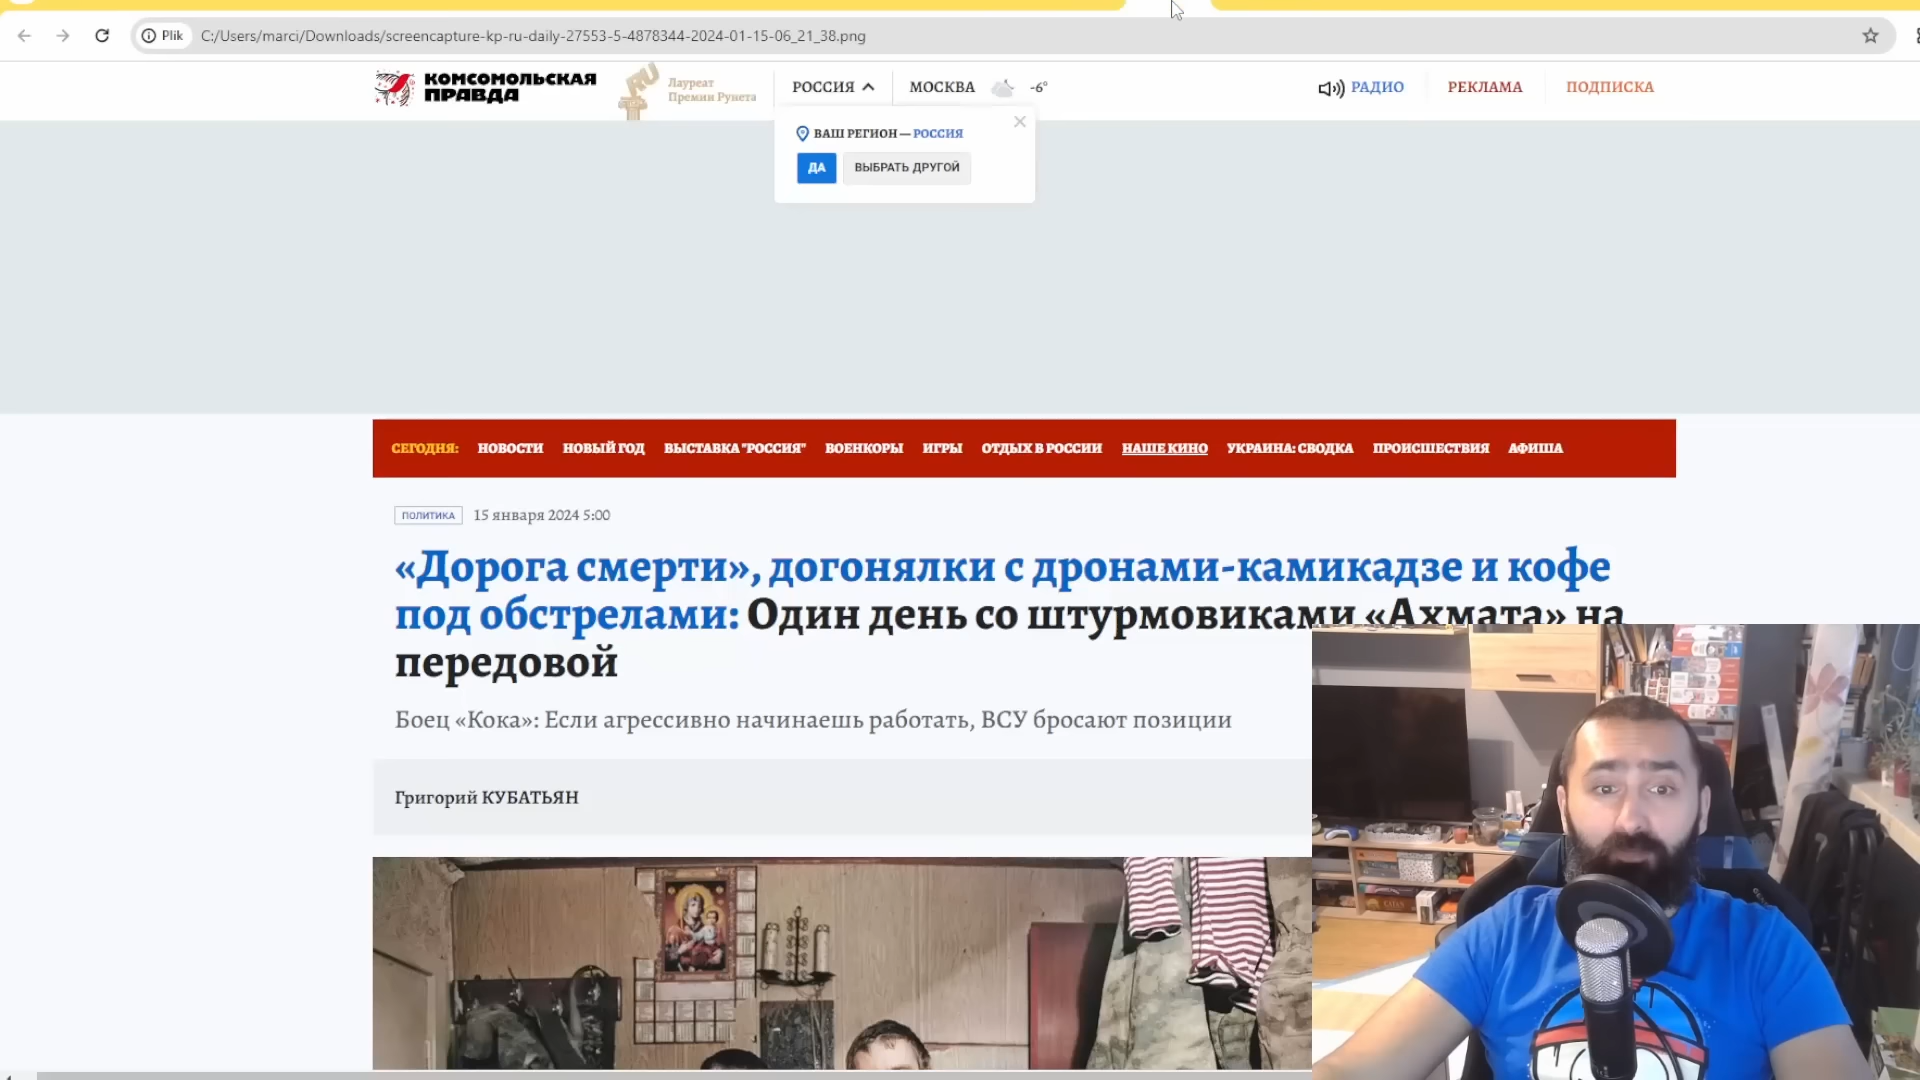 Plik
C:/Users/marci/Downloads/screencapture-kp-ru-daily-27553-5-4878344-2024-01-15-06_21_38.png
КОМСОМОЛЬСКАЯ
ПРАВДА
RU
Лауреат
Премии Рунета
РОССИЯ
МОСКВА
-6°
РАДИО
РЕКЛАМА
ПОДПИСКА
ВАШ РЕГИОН — РОССИЯ
ДА
ВЫБРАТЬ ДРУГОЙ
СЕГОДНЯ: НОВОСТИ НОВЫЙ ГОД ВЫСТАВКА "РОССИЯ" ВОЕНКОРЫ ИГРЫ ОТДЫХ В РОССИИ НАШЕ КИНО УКРАИНА: СВОДКА ПРОИСШЕСТВИЯ АФИША
ПОЛИТИКА 15 января 2024 5:00
«Дорога смерти», догонялки с дронами-камикадзе и кофе
под обстрелами: Один день со штурмовиками «Ахмата» на
передовой
Боец «Кока»: Если агрессивно начинаешь работать, ВСУ бросают позиции
Григорий КУБАТЬЯН